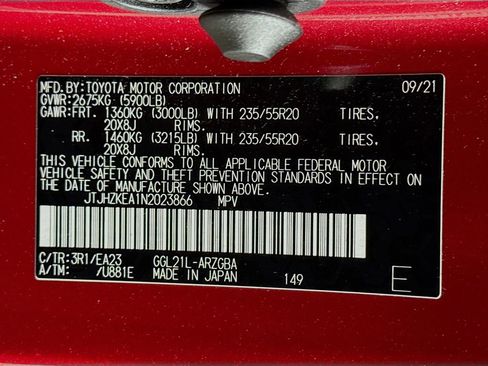 MFD. BY: TOYOTA MOTOR CORPORATION 09/21
GVWR: 2675KG (5900LB)
GAWR: FRT. 1360KG (3000LB) WITH 235/55R20 TIRES,
20X8J RIMS.
RR. 1460KG (3215LB) WITH 235/55R20 TIRES,
20X8J RIMS.
THIS VEHICLE CONFORMS TO ALL APPLICABLE FEDERAL MOTOR
VEHICLE SAFETY AND THEFT PREVENTION STANDARDS IN EFFECT ON
THE DATE OF MANUFACTURE SHOWN ABOVE.
JTJHZKEA1N2023866 MPV
C/TR: 3R1/EA23 GGL21L-ARZGBA
A/TM: /U881E MADE IN JAPAN 149 E